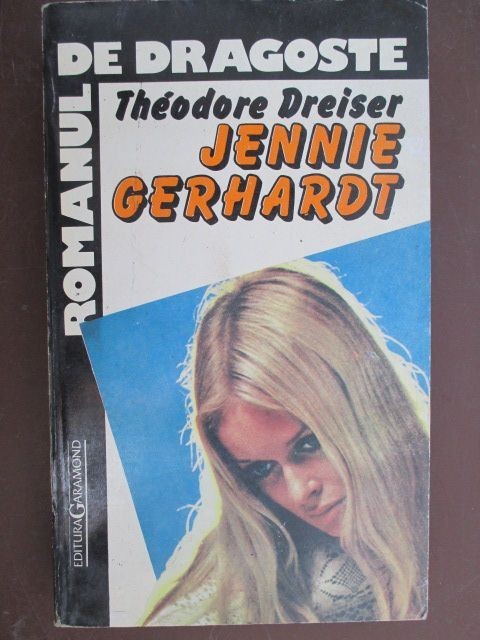 ROMANUL
DE DRAGOSTE
Théodore Dreiser
JENNIE
GERHARDT
EDITURA GARAMOND